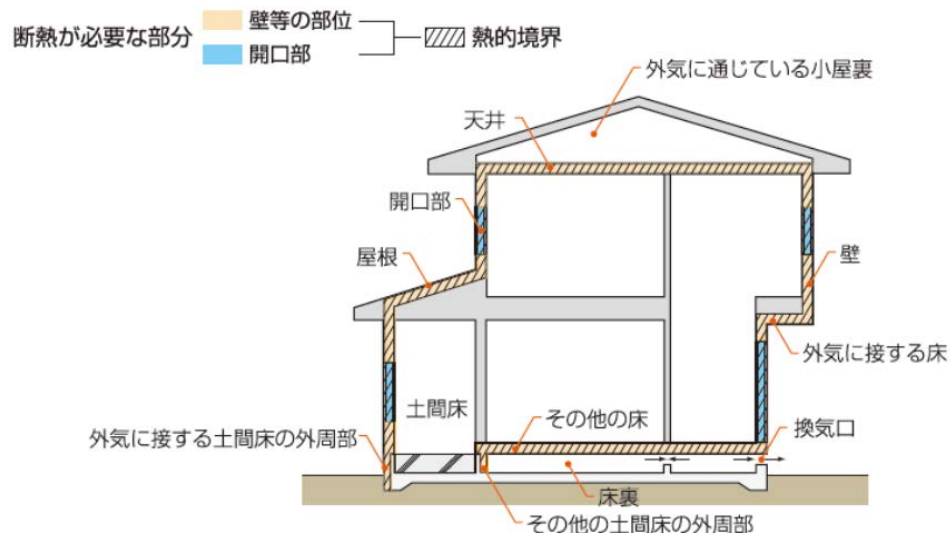 断熱が必要な部分
壁等の部位
開口部
熱的境界
外気に通じている小屋裏
天井
開口部
屋根
壁
外気に接する床
土間床
その他の床
換気口
外気に接する土間床の外周部
床裏
その他の土間床の外周部